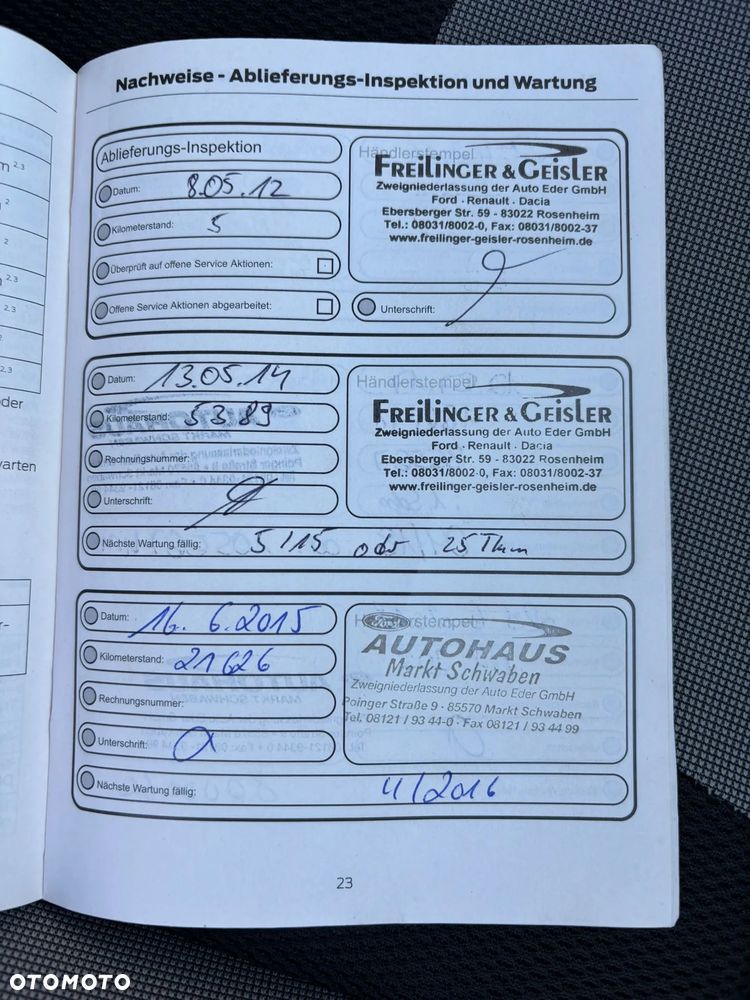 Nachweise - Ablieferungs-Inspektion und Wartung
Ablieferungs-Inspektion
Datum: 8.05.12
Kilometerstand: 5
Überprüft auf offene Service Aktionen:
Offene Service Aktionen abgearbeitet:
Händlerstempel
FREILINGER & GEISLER
Zweigniederlassung der Auto Eder GmbH
Ford · Renault · Dacia
Ebersberger Str. 59 - 83022 Rosenheim
Tel.: 08031/8002-0, Fax: 08031/8002-37
www.freilinger-geisler-rosenheim.de
Unterschrift:
Datum: 13.05.14
Kilometerstand: 5389
Rechnungsnummer:
Unterschrift:
Händlerstempel
FREILINGER & GEISLER
Zweigniederlassung der Auto Eder GmbH
Ford · Renault · Dacia
Ebersberger Str. 59 - 83022 Rosenheim
Tel.: 08031/8002-0, Fax: 08031/8002-37
www.freilinger-geisler-rosenheim.de
Nächste Wartung fällig: 5/15 oder 25 Tkm
Datum: 16.6.2015
Kilometerstand: 21626
Rechnungsnummer:
Unterschrift:
Händlerstempel
Ford
AUTOHAUS
Markt Schwaben
Zweigniederlassung der Auto Eder GmbH
Poinger Straße 9 · 85570 Markt Schwaben
Tel. 08121 / 93 44-0 · Fax 08121 / 93 44 99
Nächste Wartung fällig: 4/2016
23
OTOMOTO